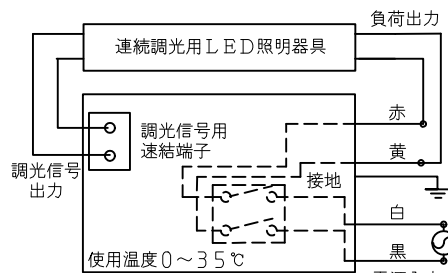 負荷出力
連続調光用LED照明器具
赤
調光信号用
速結端子
黄
調光信号
出力
接地
白
使用温度0~35℃
黒